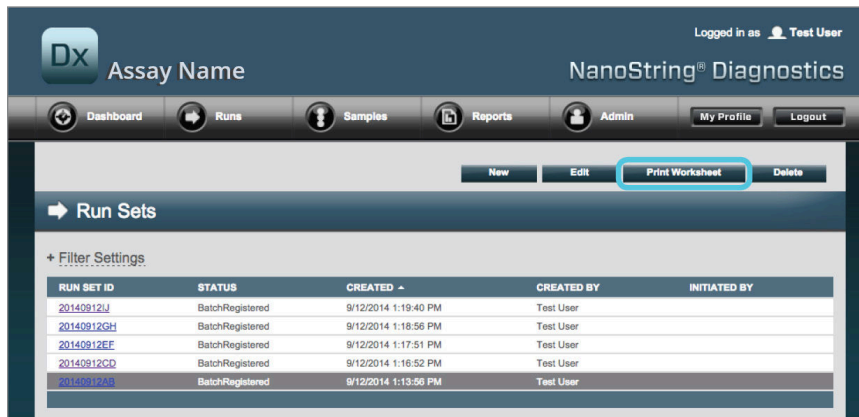 Logged in as Test User
Dx Assay Name
NanoString® Diagnostics
Dashboard Runs Samples Reports Admin My Profile Logout
New Edit Print Worksheet Delete
Run Sets
+ Filter Settings
RUN SET ID STATUS CREATED CREATED BY INITIATED BY
20140912IJ BatchRegistered 9/12/2014 1:19:40 PM Test User
20140912GH BatchRegistered 9/12/2014 1:18:56 PM Test User
20140912EF BatchRegistered 9/12/2014 1:17:51 PM Test User
20140912CD BatchRegistered 9/12/2014 1:16:52 PM Test User
20140912AB BatchRegistered 9/12/2014 1:13:56 PM Test User